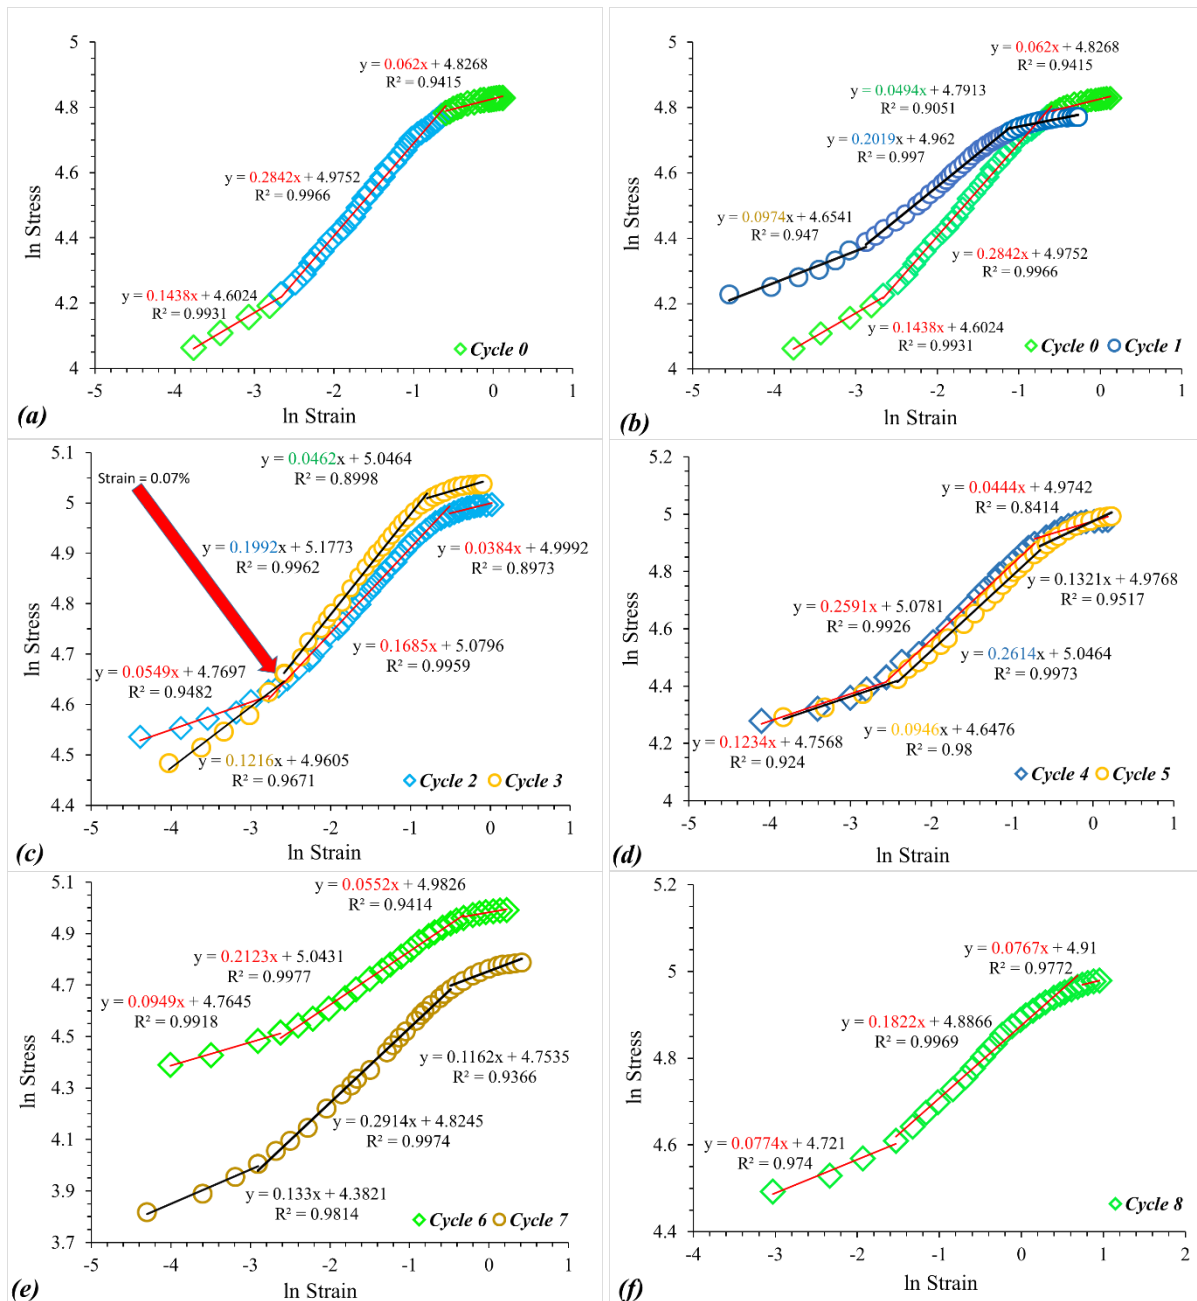 y = 0.062x + 4.8268
R² = 0.9415
y = 0.2842x + 4.9752
R² = 0.9966
y = 0.1438x + 4.6024
R² = 0.9931
5
4.8
4.6
4.4
4.2
4
ln Stress
-5 -4 -3 -2 -1 0 1
ln Strain
Cycle 0
(a)
y = 0.062x + 4.8268
R² = 0.9415
y = 0.0494x + 4.7913
R² = 0.9051
y = 0.2019x + 4.962
R² = 0.997
y = 0.0974x + 4.6541
R² = 0.947
y = 0.2842x + 4.9752
R² = 0.9966
y = 0.1438x + 4.6024
R² = 0.9931
5
4.8
4.6
4.4
4.2
4
ln Stress
-5 -4 -3 -2 -1 0 1
ln Strain
Cycle 0 Cycle 1
(b)
y = 0.0462x + 5.0464
R² = 0.8998
Strain = 0.07%
y = 0.1992x + 5.1773
R² = 0.9962
y = 0.0384x + 4.9992
R² = 0.8973
y = 0.1685x + 5.0796
R² = 0.9959
y = 0.0549x + 4.7697
R² = 0.9482
y = 0.1216x + 4.9605
R² = 0.9671
5.1
5
4.9
4.8
4.7
4.6
4.5
4.4
ln Stress
-5 -4 -3 -2 -1 0 1
ln Strain
Cycle 2 Cycle 3
(c)
y = 0.0444x + 4.9742
R² = 0.8414
y = 0.1321x + 4.9768
R² = 0.9517
y = 0.2591x + 5.0781
R² = 0.9926
y = 0.2614x + 5.0464
R² = 0.9973
y = 0.1234x + 4.7568
R² = 0.924
y = 0.0946x + 4.6476
R² = 0.98
5.2
5
4.8
4.6
4.4
4.2
4
ln Stress
-5 -4 -3 -2 -1 0 1
ln Strain
Cycle 4 Cycle 5
(d)
y = 0.0552x + 4.9826
R² = 0.9414
y = 0.2123x + 5.0431
R² = 0.9977
y = 0.0949x + 4.7645
R² = 0.9918
y = 0.1162x + 4.7535
R² = 0.9366
y = 0.2914x + 4.8245
R² = 0.9974
y = 0.133x + 4.3821
R² = 0.9814
5.1
4.9
4.7
4.5
4.3
4.1
3.9
3.7
ln Stress
-5 -4 -3 -2 -1 0 1
ln Strain
Cycle 6 Cycle 7
(e)
y = 0.0767x + 4.91
R² = 0.9772
y = 0.1822x + 4.8866
R² = 0.9969
y = 0.0774x + 4.721
R² = 0.974
5.2
5
4.8
4.6
4.4
ln Stress
-4 -3 -2 -1 0 1 2
ln Strain
Cycle 8
(f)